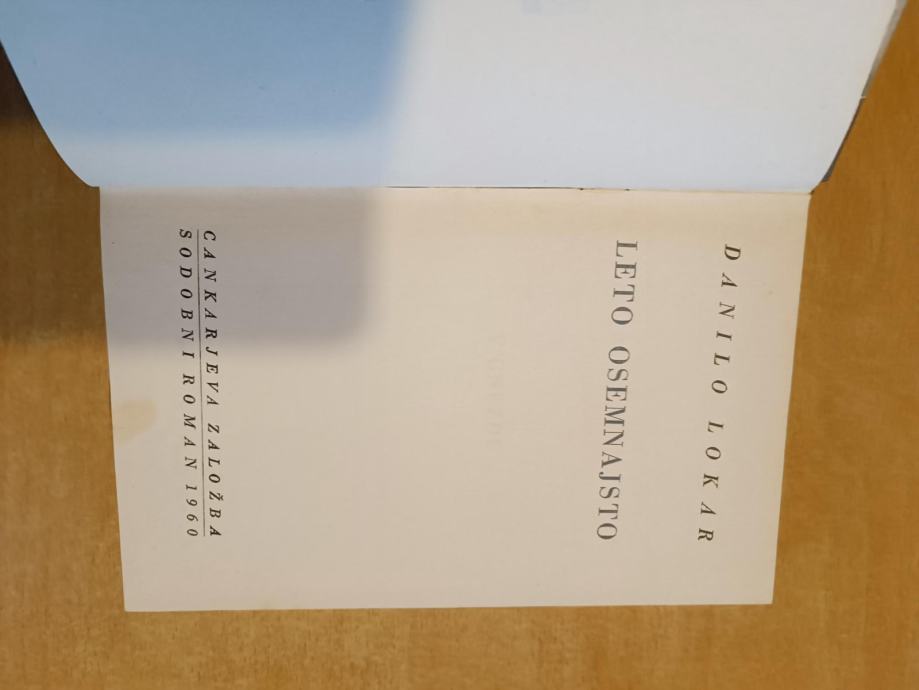 DANILO LOKAR
LETO OSEMNAJSTO
CANKARJEVA ZALOŽBA
SODOBNI ROMAN 1960